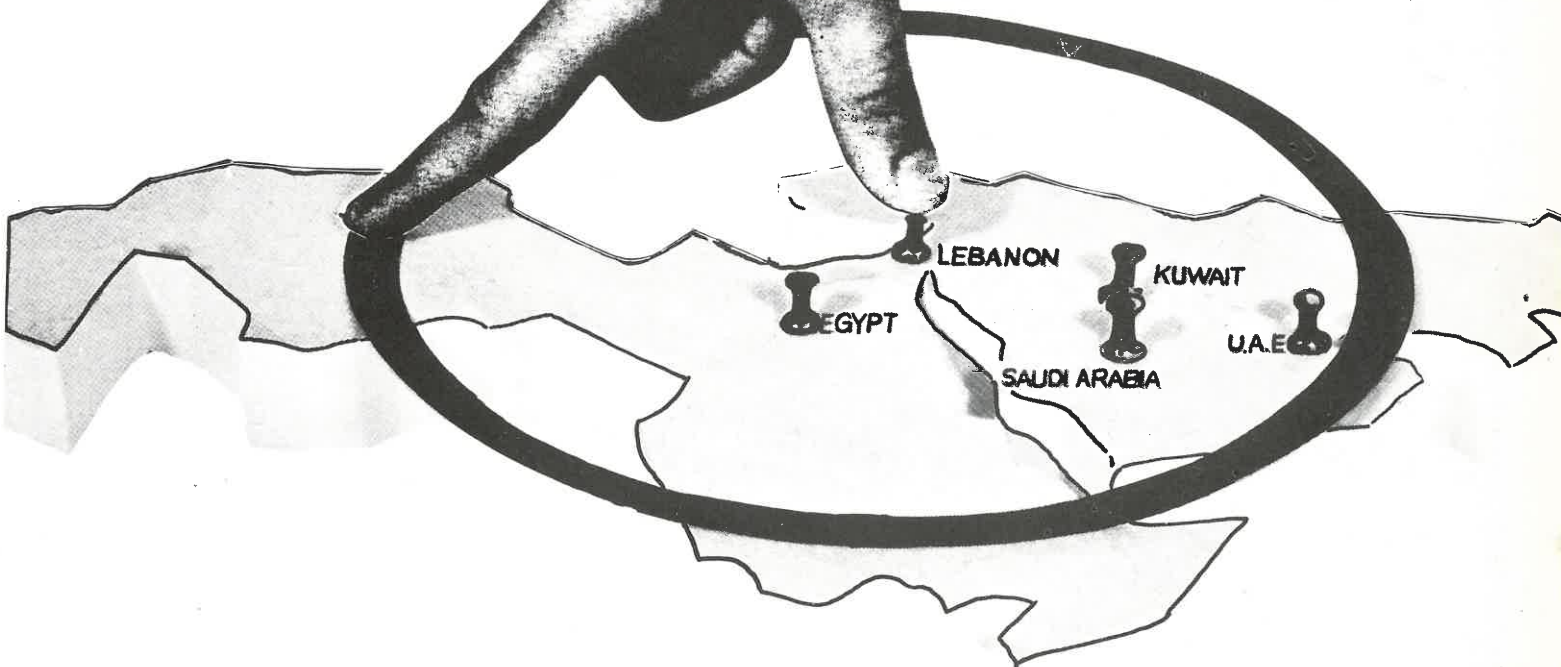 LEBANON
KUWAIT
EGYPT
U.A.E
SAUDI ARABIA